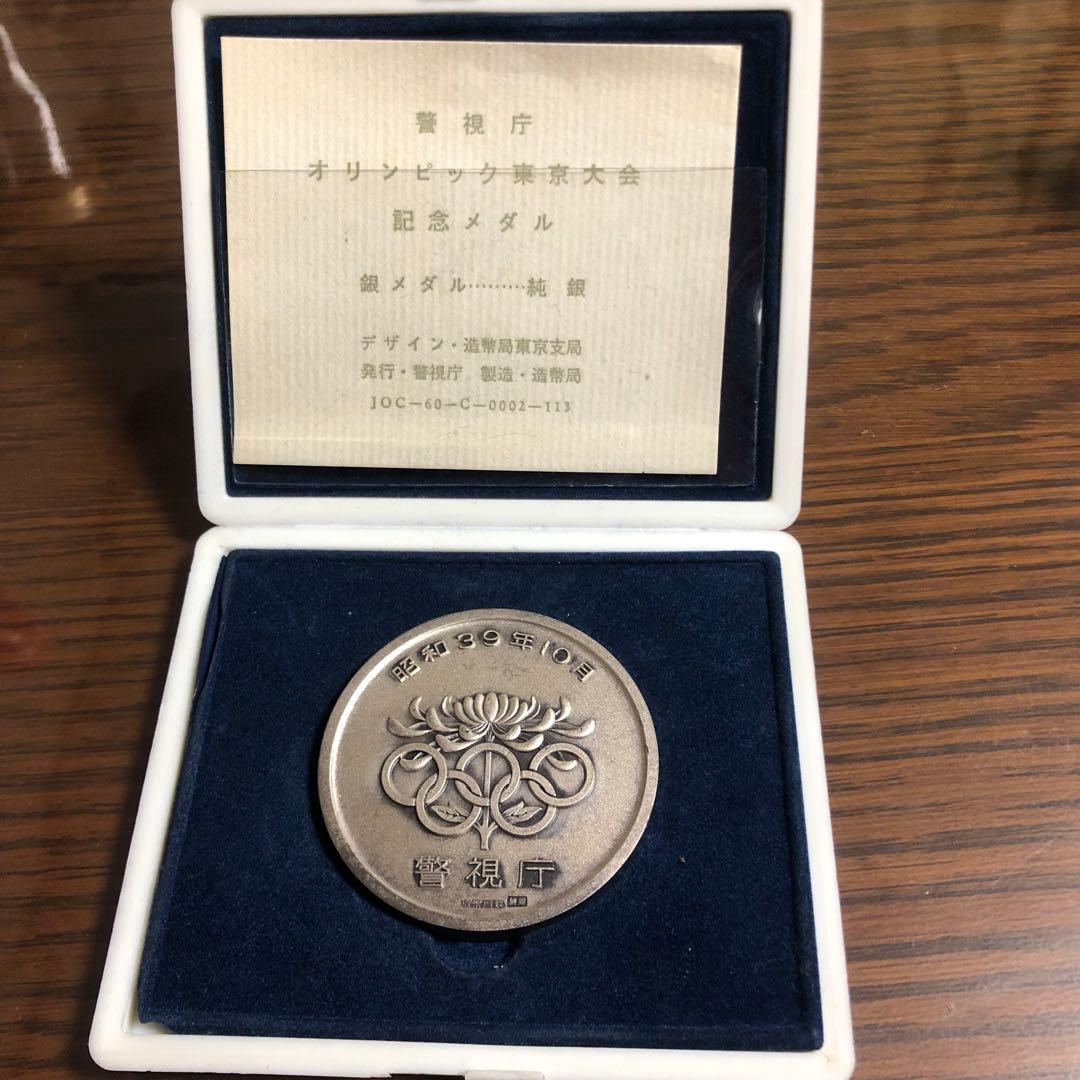 警視庁
オリンピック東京大会
記念メダル
銀メダル………純銀
デザイン・造幣局東京支局
発行・警視庁　製造・造幣局
JOC−60−C−0002−113
昭和39年10月
警視庁
純銀